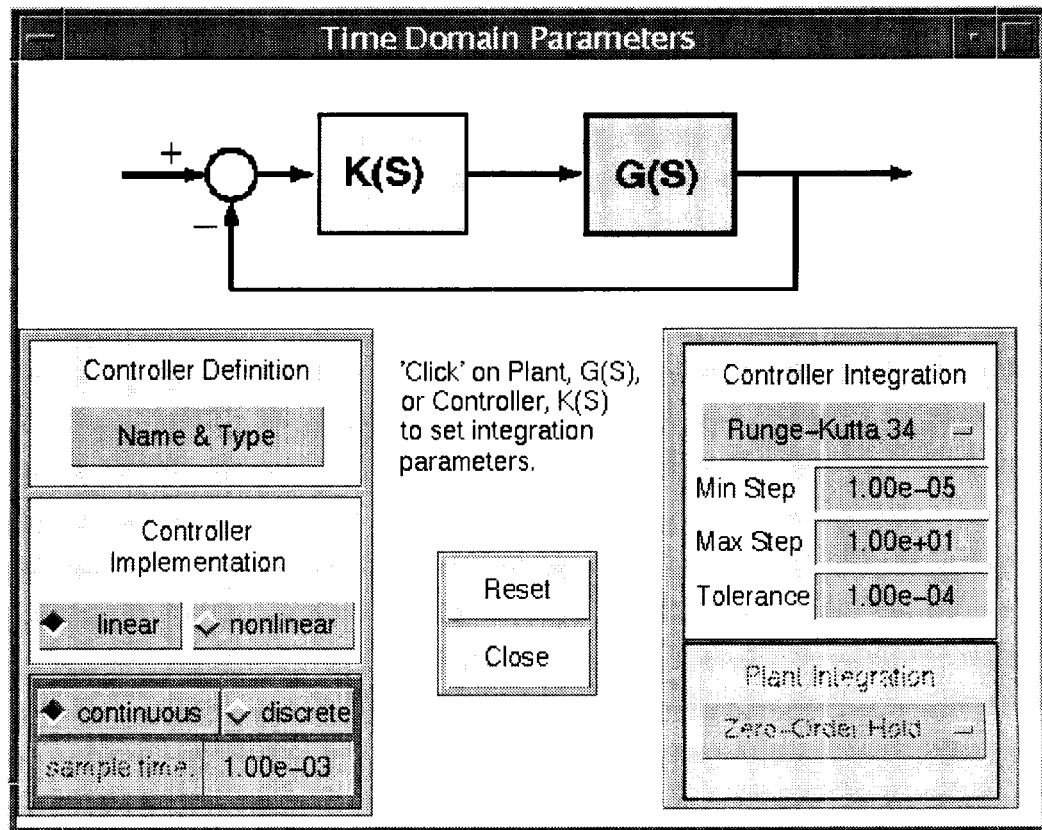 Time Domain Parameters
+
K(S)
G(S)
−
Controller Definition
Name & Type
Controller
Implementation
linear
nonlinear
continuous
discrete
sample time.
1.00e−03
'Click' on Plant, G(S),
or Controller, K(S)
to set integration
parameters.
Reset
Close
Controller Integration
Runge−Kutta 34
Min Step 1.00e−05
Max Step 1.00e+01
Tolerance 1.00e−04
Plant Integration
Zero−Order Hold